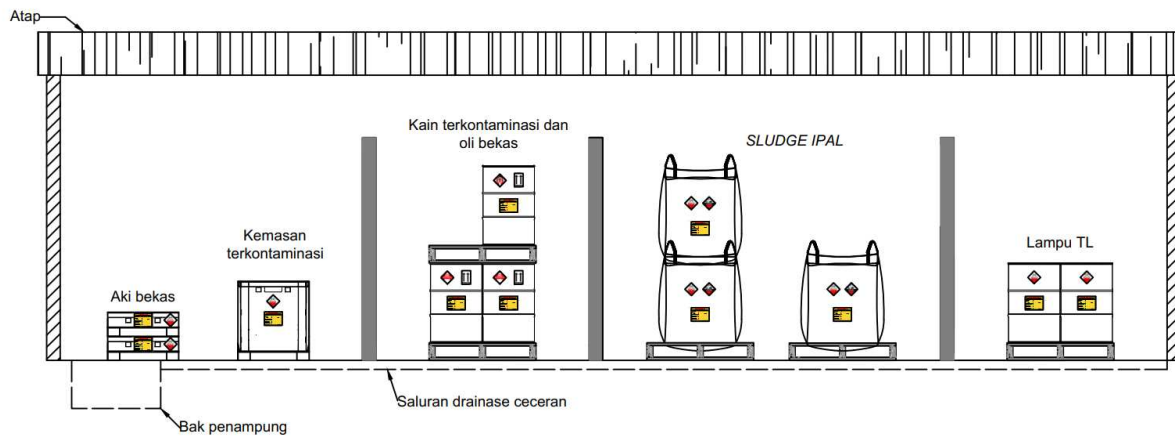 Atap
Kain terkontaminasi dan
oli bekas
SLUDGE IPAL
Kemasan
terkontaminasi
Lampu TL
Aki bekas
Saluran drainase ceceran
Bak penampung